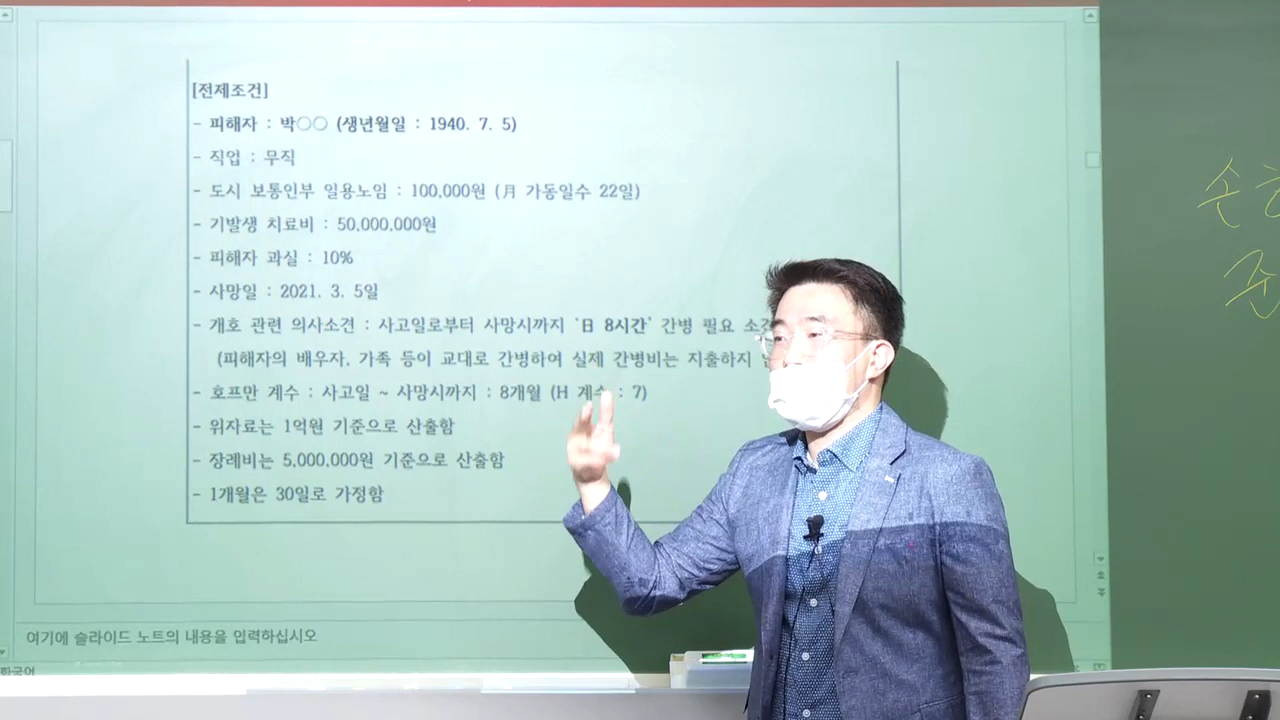 [전제조건]
- 피해자 : 박○○ (생년월일 : 1940. 7. 5)
- 직업 : 무직
- 도시 보통인부 일용노임 : 100,000원 (月 가동일수 22일)
- 기발생 치료비 : 50,000,000원
- 피해자 과실 : 10%
- 사망일 : 2021. 3. 5일
- 개호 관련 의사소견 : 사고일로부터 사망시까지 '日 8시간' 간병 필요
(피해자의 배우자, 가족 등이 교대로 간병하여 실제 간병비는 지출하지
- 호프만 계수 : 사고일 ~ 사망시까지 : 8개월 (H 계수 : 7)
- 위자료는 1억원 기준으로 산출함
- 장례비는 5,000,000원 기준으로 산출함
- 1개월은 30일로 가정함
여기에 슬라이드 노트의 내용을 입력하십시오
한국어
손
준